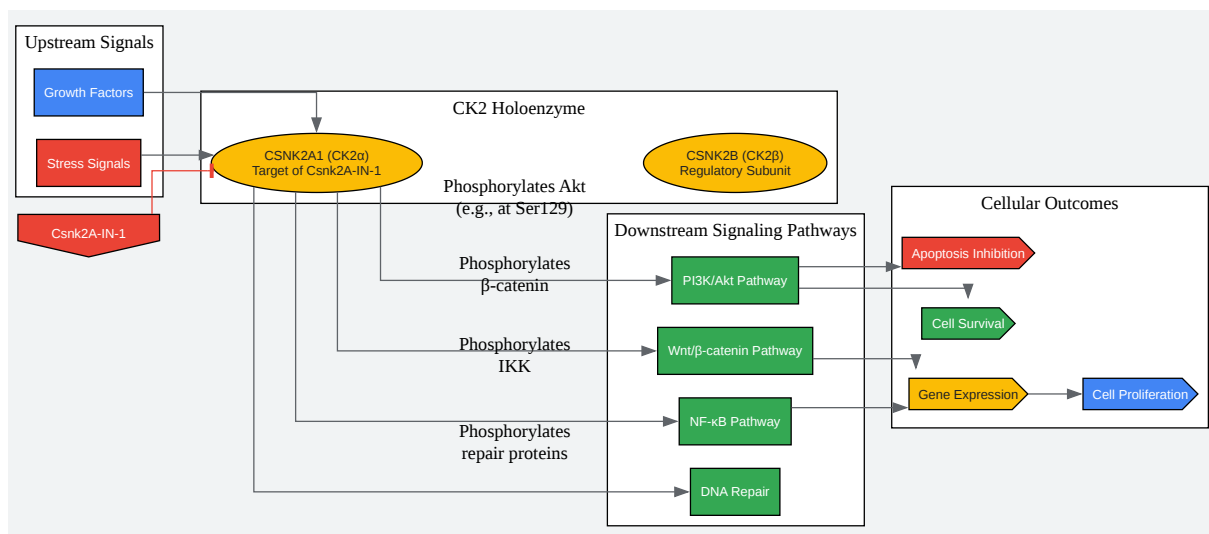 Upstream Signals
Growth Factors
Stress Signals
Csnk2A-IN-1
CK2 Holoenzyme
CSNK2A1 (CK2α)
Target of Csnk2A-IN-1
CSNK2B (CK2β)
Regulatory Subunit
Phosphorylates Akt
(e.g., at Ser129)
Phosphorylates
β-catenin
Phosphorylates
IKK
Phosphorylates
repair proteins
Downstream Signaling Pathways
PI3K/Akt Pathway
Wnt/β-catenin Pathway
NF-κB Pathway
DNA Repair
Cellular Outcomes
Apoptosis Inhibition
Cell Survival
Gene Expression
Cell Proliferation